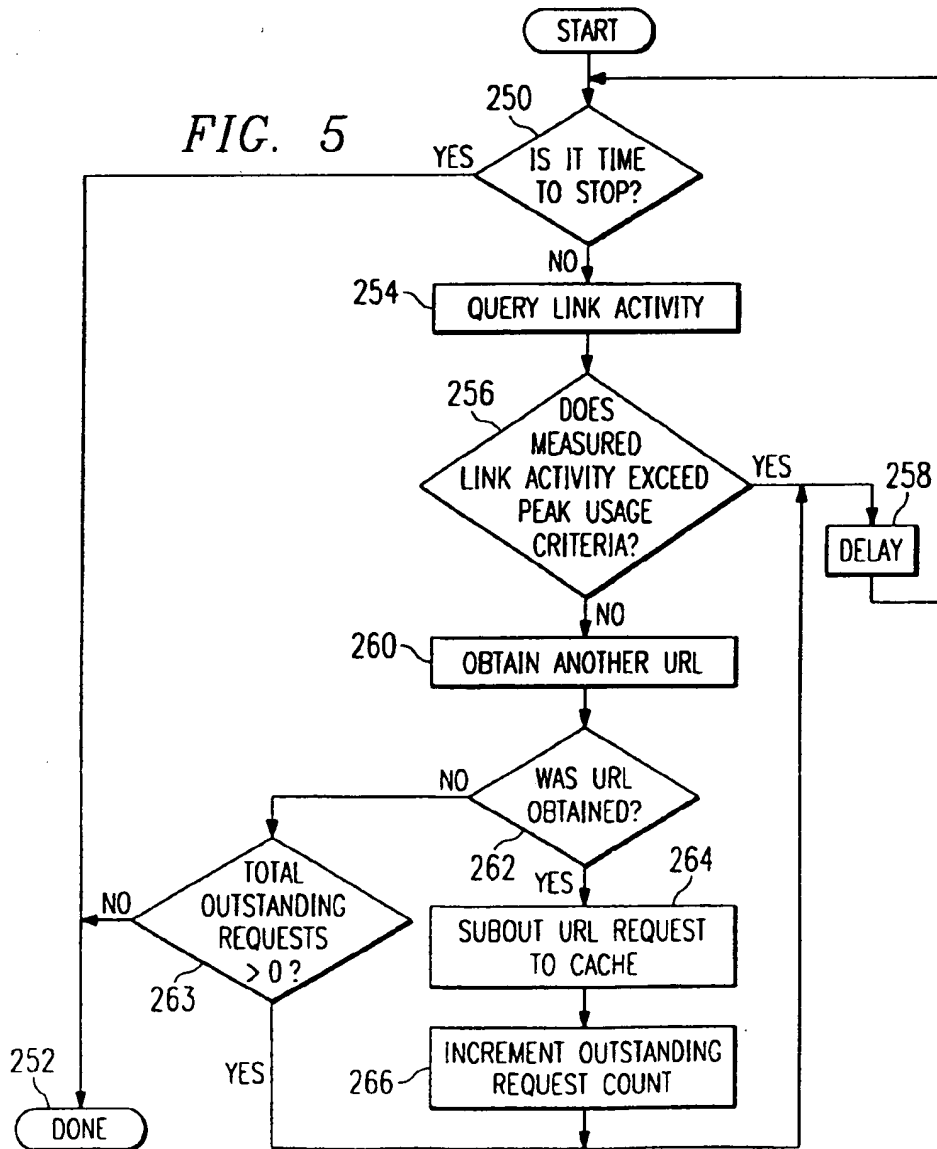 START
FIG. 5
250
YES
IS IT TIME
TO STOP?
NO
254
QUERY LINK ACTIVITY
256
DOES
MEASURED
LINK ACTIVITY EXCEED
PEAK USAGE
CRITERIA?
YES
258
DELAY
NO
260
OBTAIN ANOTHER URL
NO
WAS URL
OBTAINED?
262
YES
264
TOTAL
OUTSTANDING
REQUESTS
> 0?
NO
263
YES
SUBOUT URL REQUEST
TO CACHE
266
INCREMENT OUTSTANDING
REQUEST COUNT
252
DONE